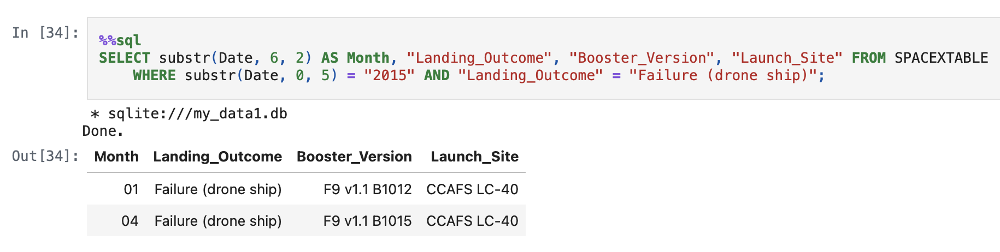 In [34]:
%%sql
SELECT substr(Date, 6, 2) AS Month, "Landing_Outcome", "Booster_Version", "Launch_Site" FROM SPACEXTABLE
    WHERE substr(Date, 0, 5) = "2015" AND "Landing_Outcome" = "Failure (drone ship)";
* sqlite:///my_data1.db
Done.
Out[34]:
Month Landing_Outcome Booster_Version Launch_Site
01 Failure (drone ship) F9 v1.1 B1012 CCAFS LC-40
04 Failure (drone ship) F9 v1.1 B1015 CCAFS LC-40